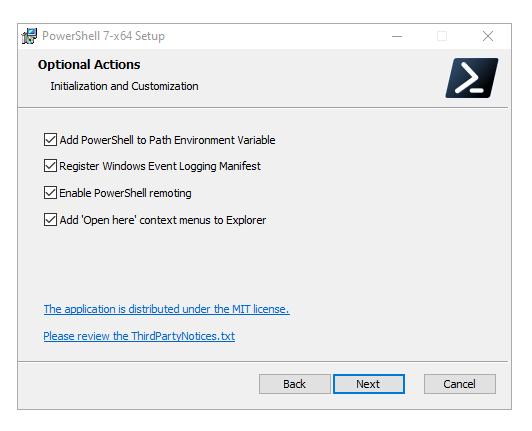 PowerShell 7-x64 Setup
Optional Actions
Initialization and Customization
Add PowerShell to Path Environment Variable
Register Windows Event Logging Manifest
Enable PowerShell remoting
Add 'Open here' context menus to Explorer
The application is distributed under the MIT license.
Please review the ThirdPartyNotices.txt
Back Next Cancel